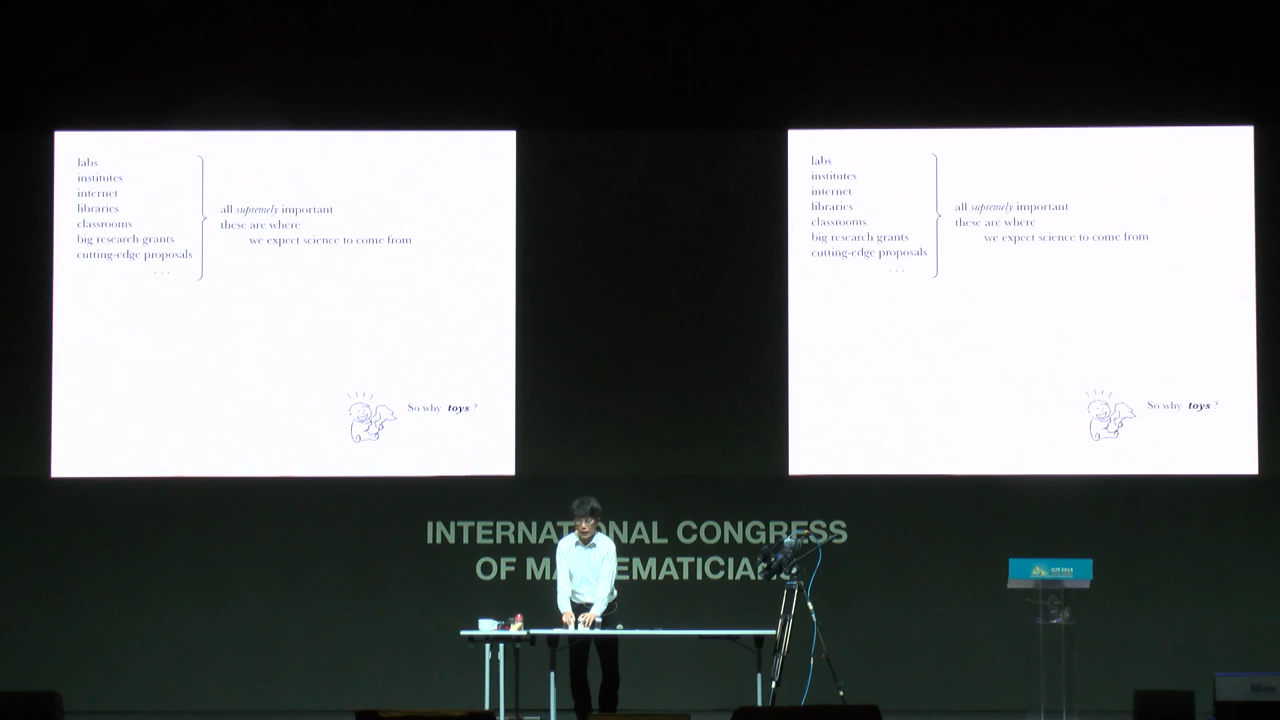 labs
institutes
internet
libraries
classrooms
big research grants
cutting-edge proposals
. . .
all supremely important
these are where
we expect science to come from
So why toys ?
labs
institutes
internet
libraries
classrooms
big research grants
cutting-edge proposals
. . .
all supremely important
these are where
we expect science to come from
So why toys ?
INTERNATIONAL CONGRESS
OF MATHEMATICIANS
ICM 2018